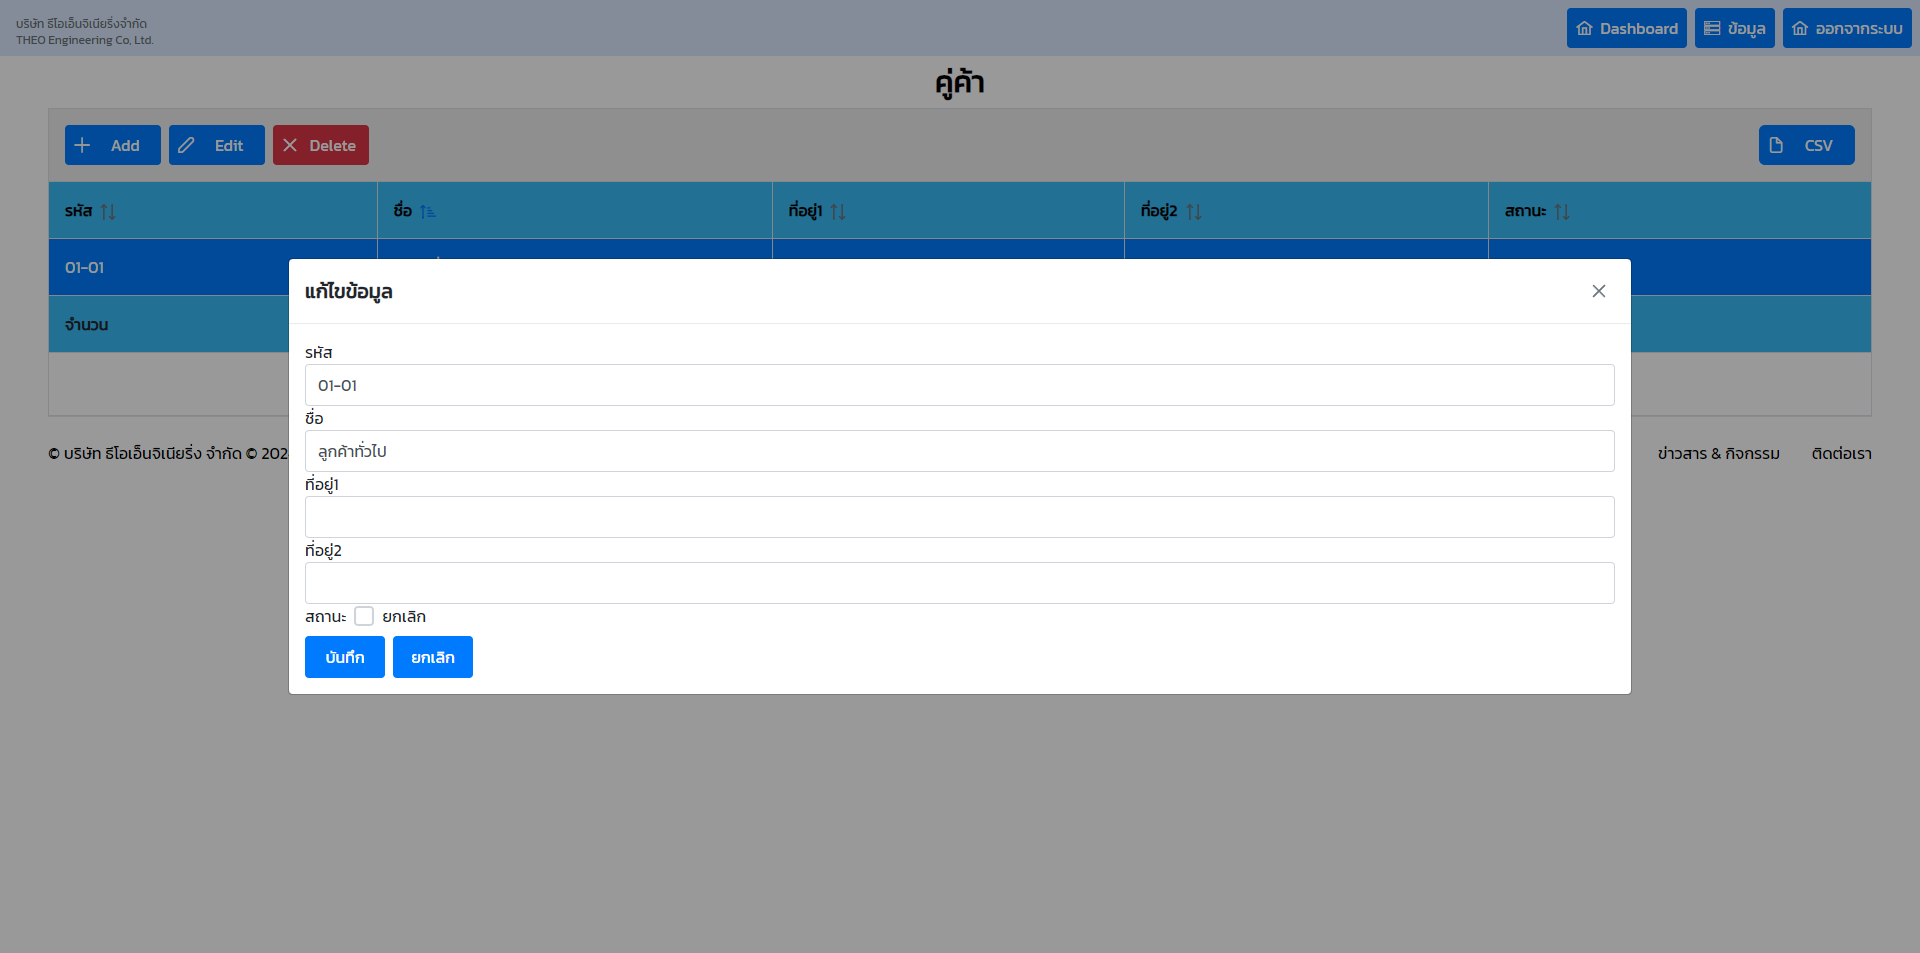 บริษัท ธีโอเอ็นจิเนียริ่งจำกัด
THEO Engineering Co, Ltd.
Dashboard
ข้อมูล
ออกจากระบบ
คู่ค้า
Add
Edit
Delete
CSV
รหัส
ชื่อ
ที่อยู่1
ที่อยู่2
สถานะ
01-01
จำนวน
แก้ไขข้อมูล
รหัส
01-01
ชื่อ
ลูกค้าทั่วไป
ที่อยู่1
ที่อยู่2
สถานะ ยกเลิก
บันทึก ยกเลิก
© บริษัท ธีโอเอ็นจิเนียริ่ง จำกัด © 202
ข่าวสาร & กิจกรรม
ติดต่อเรา